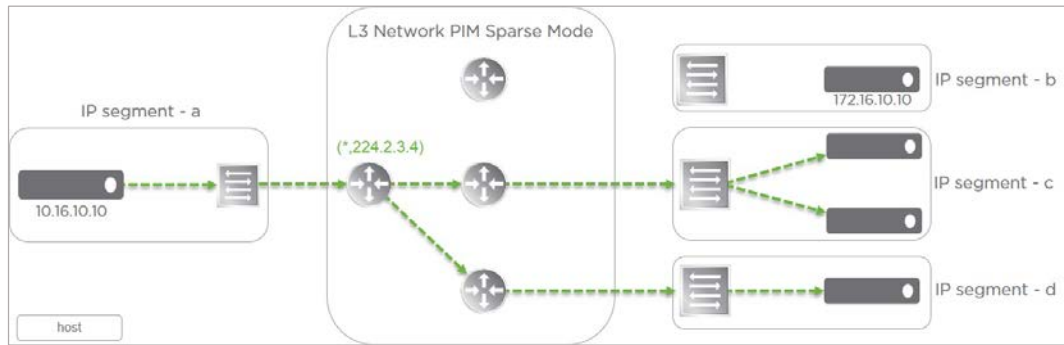 L3 Network PIM Sparse Mode
IP segment - a
10.16.10.10
(*,224.2.3.4)
172.16.10.10
IP segment - b
IP segment - c
IP segment - d
host